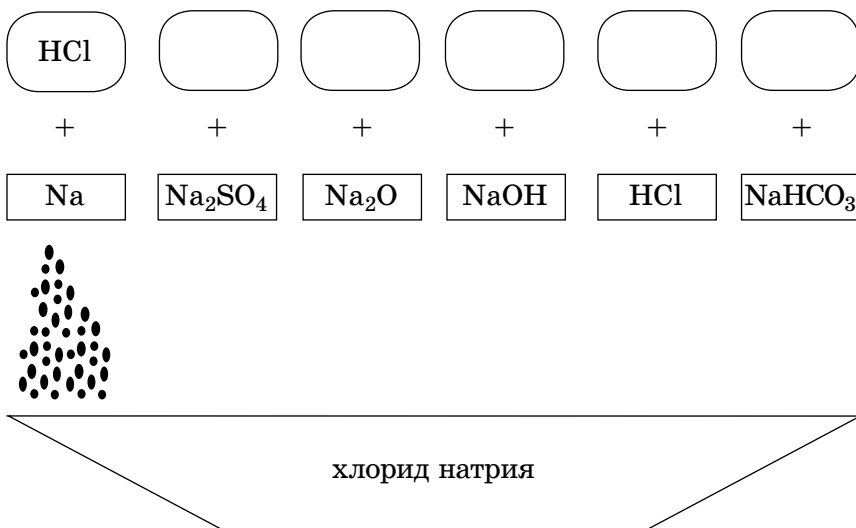 HCl
+ + + + + +
Na Na₂SO₄ Na₂O NaOH HCl NaHCO₃
хлорид натрия